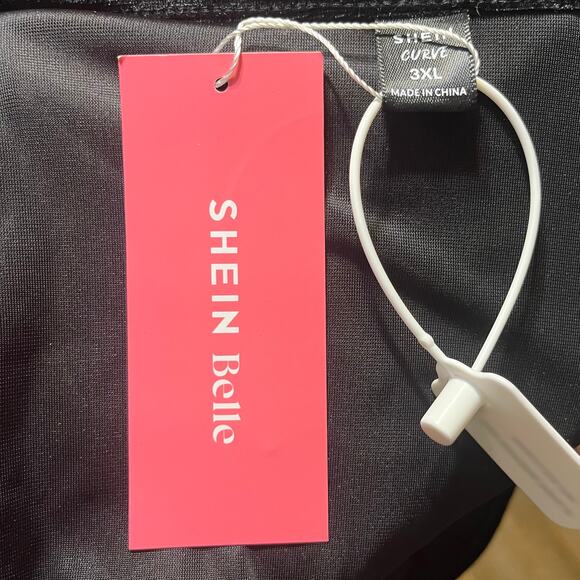 SHEIN Belle
SHEIN
CURVE
3XL
MADE IN CHINA